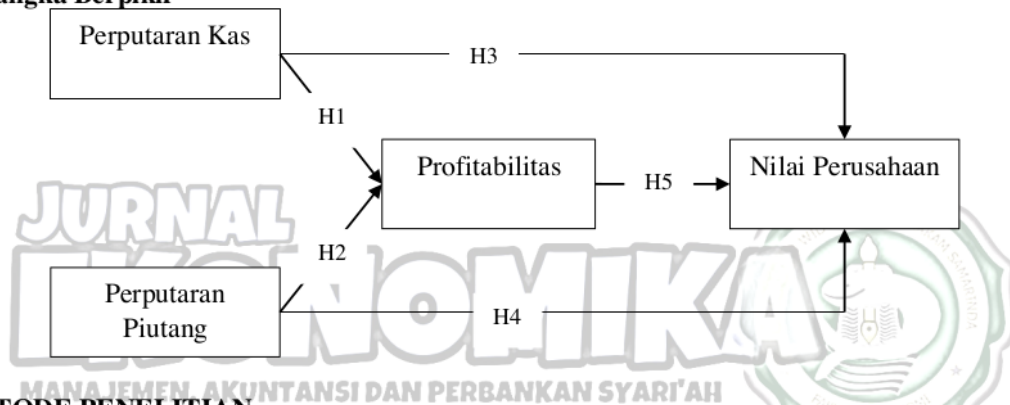 Perputaran Kas
H3
H1
Profitabilitas
H5
Nilai Perusahaan
H2
Perputaran
Piutang
H4
JURNAL
EKONOMIKA
MANAJEMEN, AKUNTANSI DAN PERBANKAN SYARI'AH